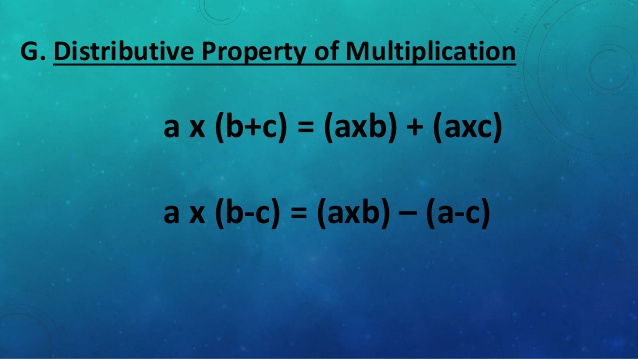 G. Distributive Property of Multiplication
a x (b+c) = (axb) + (axc)
a x (b-c) = (axb) – (a-c)